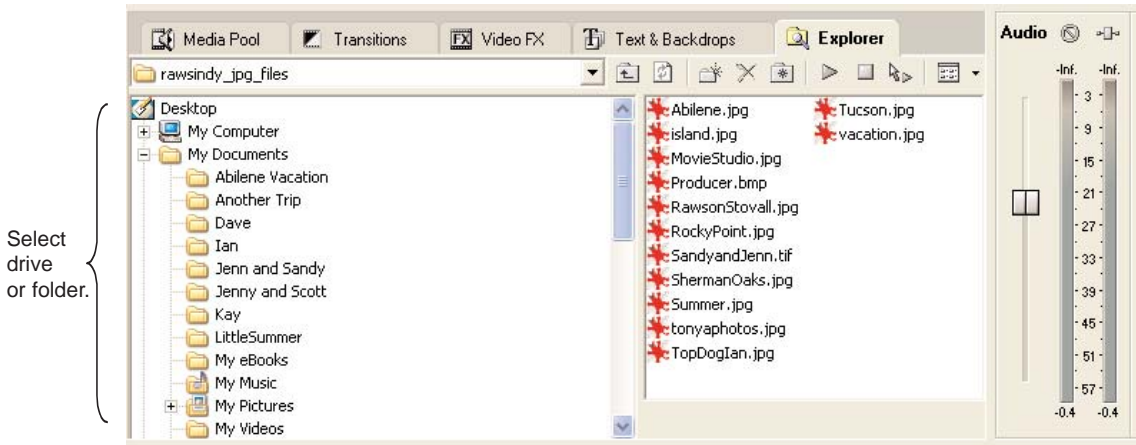 Media Pool
Transitions
FX Video FX
Text & Backdrops
Explorer
Audio
rawsindy_jpg_files
Select
drive
or folder.
Desktop
My Computer
My Documents
Abilene Vacation
Another Trip
Dave
Ian
Jenn and Sandy
Jenny and Scott
Kay
LittleSummer
My eBooks
My Music
My Pictures
My Videos
Abilene.jpg
island.jpg
MovieStudio.jpg
Producer.bmp
RawsonStovall.jpg
RockyPoint.jpg
SandyandJenn.tif
ShermanOaks.jpg
Summer.jpg
tonyaphotos.jpg
TopDogIan.jpg
Tucson.jpg
vacation.jpg
-Inf. -Inf.
- 3 -
- 9 -
- 15 -
- 21 -
- 27 -
- 33 -
- 39 -
- 45 -
- 51 -
- 57 -
-0.4 -0.4